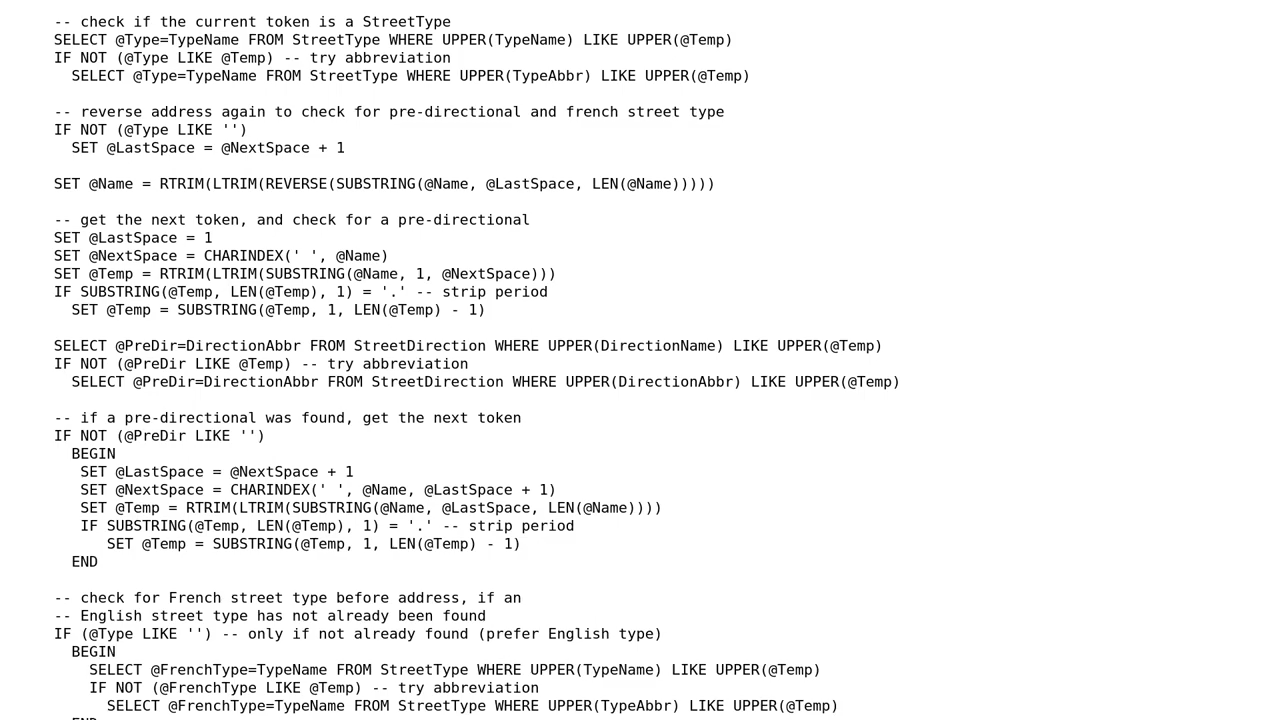 -- check if the current token is a StreetType
SELECT @Type=TypeName FROM StreetType WHERE UPPER(TypeName) LIKE UPPER(@Temp)
IF NOT (@Type LIKE @Temp) -- try abbreviation
  SELECT @Type=TypeName FROM StreetType WHERE UPPER(TypeAbbr) LIKE UPPER(@Temp)

-- reverse address again to check for pre-directional and french street type
IF NOT (@Type LIKE '')
  SET @LastSpace = @NextSpace + 1

SET @Name = RTRIM(LTRIM(REVERSE(SUBSTRING(@Name, @LastSpace, LEN(@Name)))))

-- get the next token, and check for a pre-directional
SET @LastSpace = 1
SET @NextSpace = CHARINDEX(' ', @Name)
SET @Temp = RTRIM(LTRIM(SUBSTRING(@Name, 1, @NextSpace)))
IF SUBSTRING(@Temp, LEN(@Temp), 1) = '.' -- strip period
  SET @Temp = SUBSTRING(@Temp, 1, LEN(@Temp) - 1)

SELECT @PreDir=DirectionAbbr FROM StreetDirection WHERE UPPER(DirectionName) LIKE UPPER(@Temp)
IF NOT (@PreDir LIKE @Temp) -- try abbreviation
  SELECT @PreDir=DirectionAbbr FROM StreetDirection WHERE UPPER(DirectionAbbr) LIKE UPPER(@Temp)

-- if a pre-directional was found, get the next token
IF NOT (@PreDir LIKE '')
  BEGIN
   SET @LastSpace = @NextSpace + 1
   SET @NextSpace = CHARINDEX(' ', @Name, @LastSpace + 1)
   SET @Temp = RTRIM(LTRIM(SUBSTRING(@Name, @LastSpace, LEN(@Name))))
   IF SUBSTRING(@Temp, LEN(@Temp), 1) = '.' -- strip period
      SET @Temp = SUBSTRING(@Temp, 1, LEN(@Temp) - 1)
  END

-- check for French street type before address, if an
-- English street type has not already been found
IF (@Type LIKE '') -- only if not already found (prefer English type)
  BEGIN
    SELECT @FrenchType=TypeName FROM StreetType WHERE UPPER(TypeName) LIKE UPPER(@Temp)
    IF NOT (@FrenchType LIKE @Temp) -- try abbreviation
      SELECT @FrenchType=TypeName FROM StreetType WHERE UPPER(TypeAbbr) LIKE UPPER(@Temp)
  END